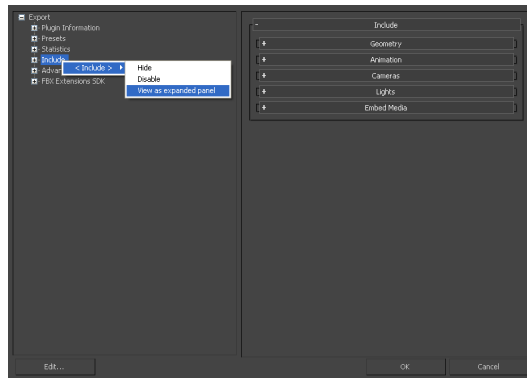 Export
Plugin Information
Presets
Statistics
Include
Advan
FBX Extensions SDK
< Include >
Hide
Disable
View as expanded panel
Include
Geometry
Animation
Cameras
Lights
Embed Media
Edit...
OK
Cancel